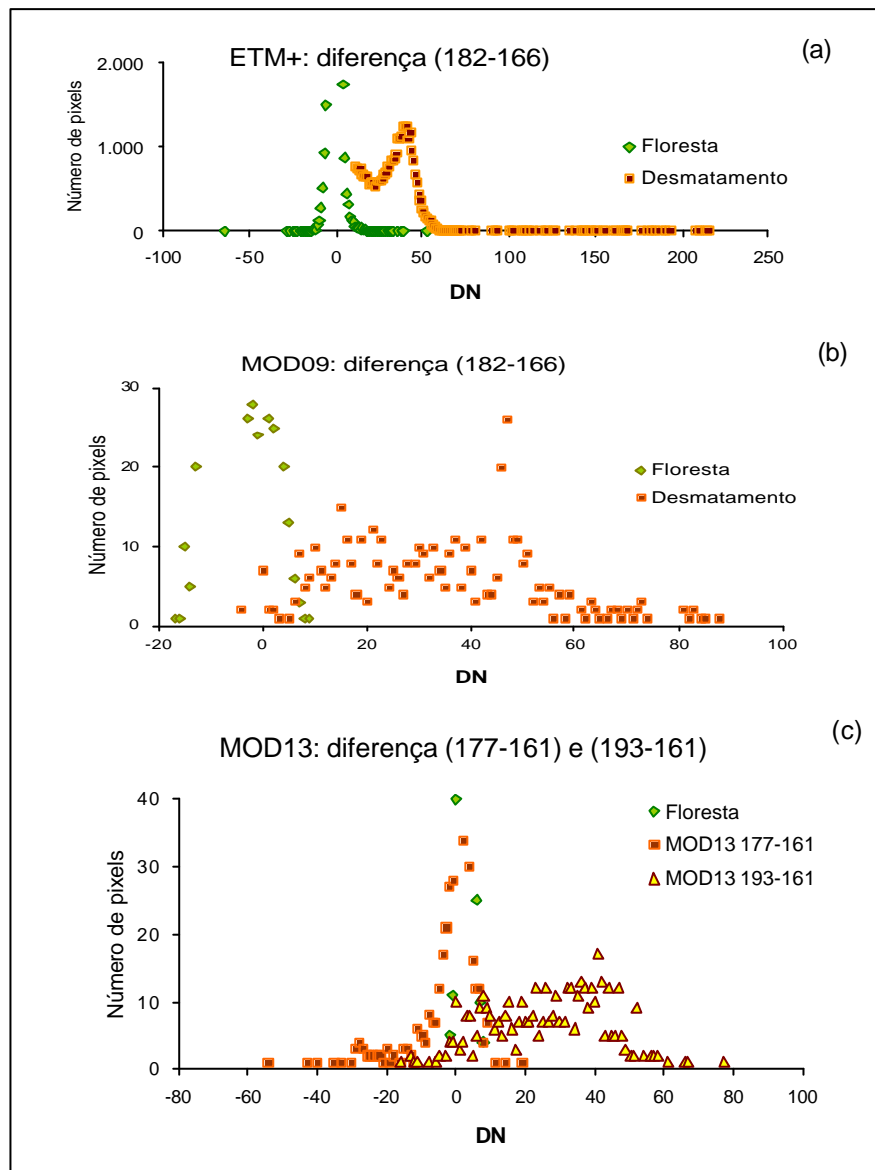 ETM+: diferença (182-166)
(a)
Número de pixels
2.000
1.000
0
-100 -50 0 50 100 150 200 250
DN
Floresta
Desmatamento
MOD09: diferença (182-166)
(b)
Número de pixels
30
20
10
0
-20 0 20 40 60 80 100
DN
Floresta
Desmatamento
MOD13: diferença (177-161) e (193-161)
(c)
Número de pixels
40
30
20
10
0
-80 -60 -40 -20 0 20 40 60 80 100
DN
Floresta
MOD13 177-161
MOD13 193-161